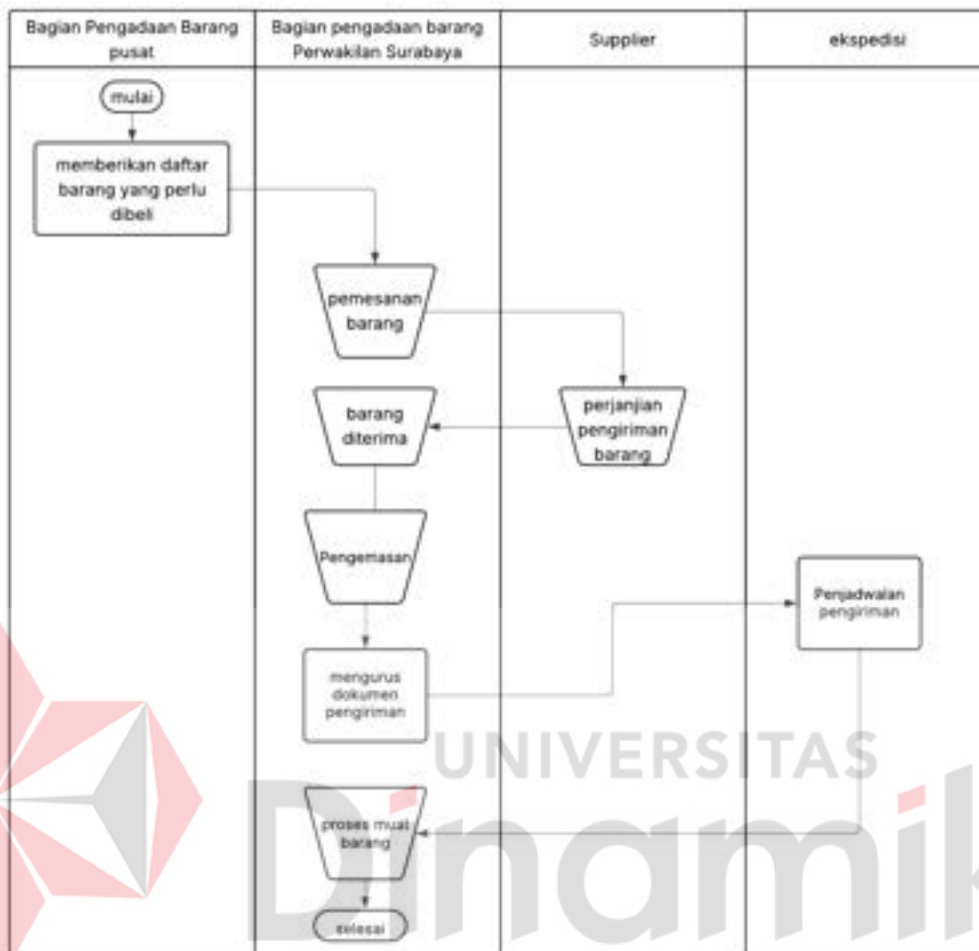 Bagian Pengadaan Barang
pusat
Bagian pengadaan barang
Perwakilan Surabaya
Supplier
ekspedisi
mulai
memberikan daftar
barang yang perlu
dibeli
pemesanan
barang
perjanjian
pengiriman
barang
barang
diterima
Pengemasan
Penjadwalan
pengiriman
mengurus
dokumen
pengiriman
proses muat
barang
selesai
UNIVERSITAS
Dinamik